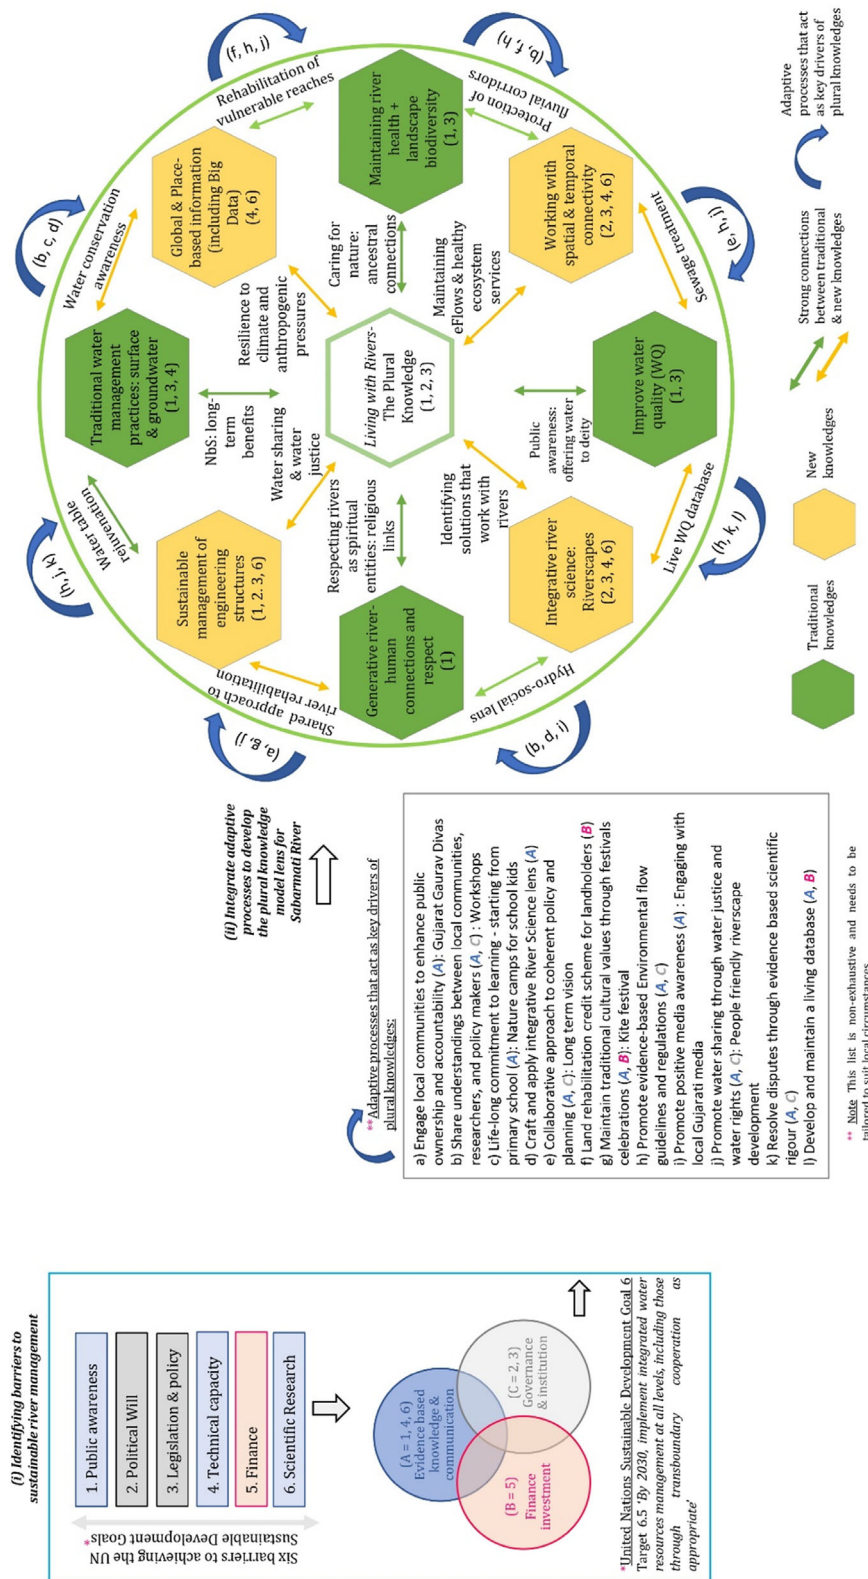 (i) Identifying barriers to
sustainable river management
Six barriers to achieving the UN
Sustainable Development Goals*
1. Public awareness
2. Political Will
3. Legislation & policy
4. Technical capacity
5. Finance
6. Scientific Research
(A = 1, 4, 6)
Evidence based
knowledge &
communication
(B = 5)
Finance
investment
(C = 2, 3)
Governance
& institution
*United Nations Sustainable Development Goal 6
Target 6.5 'By 2030, implement integrated water
resources management at all levels, including those
through transboundary cooperation as
appropriate'
(ii) Integrate adaptive
processes to develop
the plural knowledge
model lens for
Sabarmati River
**Adaptive processes that act as key drivers of
plural knowledges:
a) Engage local communities to enhance public
ownership and accountability (A): Gujarat Gaurav Divas
b) Share understandings between local communities,
researchers, and policy makers (A, C) : Workshops
c) Life-long commitment to learning - starting from
primary school (A): Nature camps for school kids
d) Craft and apply integrative River Science lens (A)
e) Collaborative approach to coherent policy and
planning (A, C): Long term vision
f) Land rehabilitation credit scheme for landholders (B)
g) Maintain traditional cultural values through festivals
celebrations (A, B): Kite festival
h) Promote evidence-based Environmental flow
guidelines and regulations (A, C)
i) Promote positive media awareness (A) : Engaging with
local Gujarati media
j) Promote water sharing through water justice and
water rights (A, C): People friendly riverscape
development
k) Resolve disputes through evidence based scientific
rigour (A, C)
l) Develop and maintain a living database (A, B)
** Note This list is non-exhaustive and needs to be
tailored to suit local circumstances
(a, g, j)
(h, j, k)
(b, c, d)
(f, h, j)
(b, f, h)
(e, h, j)
(h, k, l)
(b, d, i)
Shared approach to
river rehabilitation
Water table
rejuvenation
Water conservation
awareness
Rehabilitation of
vulnerable reaches
Protection of
fluvial corridors
Sewage treatment
Live WQ database
Hydro-social lens
Sustainable
management of
engineering
structures
(1, 2. 3, 6)
Traditional water
management
practices: surface
& groundwater
(1, 3, 4)
Global & Place-
based information
(including Big
Data)
(4, 6)
Maintaining river
health +
landscape
biodiversity
(1, 3)
Working with
spatial & temporal
connectivity
(2, 3, 4, 6)
Improve water
quality (WQ)
(1, 3)
Integrative river
science:
Riverscapes
(2, 3, 4, 6)
Generative river-
human
connections and
respect
(1)
Living with Rivers-
The Plural
Knowledge
(1, 2, 3)
Water sharing
& water
justice
NbS: long-
term
benefits
Resilience to
climate and
anthropogenic
pressures
Caring for
nature:
ancestral
connections
Maintaining
eFlows & healthy
ecosystem
services
Public
awareness:
offering water
to deity
Identifying
solutions that
work with
rivers
Respecting rivers
as spiritual
entities: religious
links
Traditional
knowledges
New
knowledges
Strong connections
between traditional
& new knowledges
Adaptive
processes that act
as key drivers of
plural knowledges